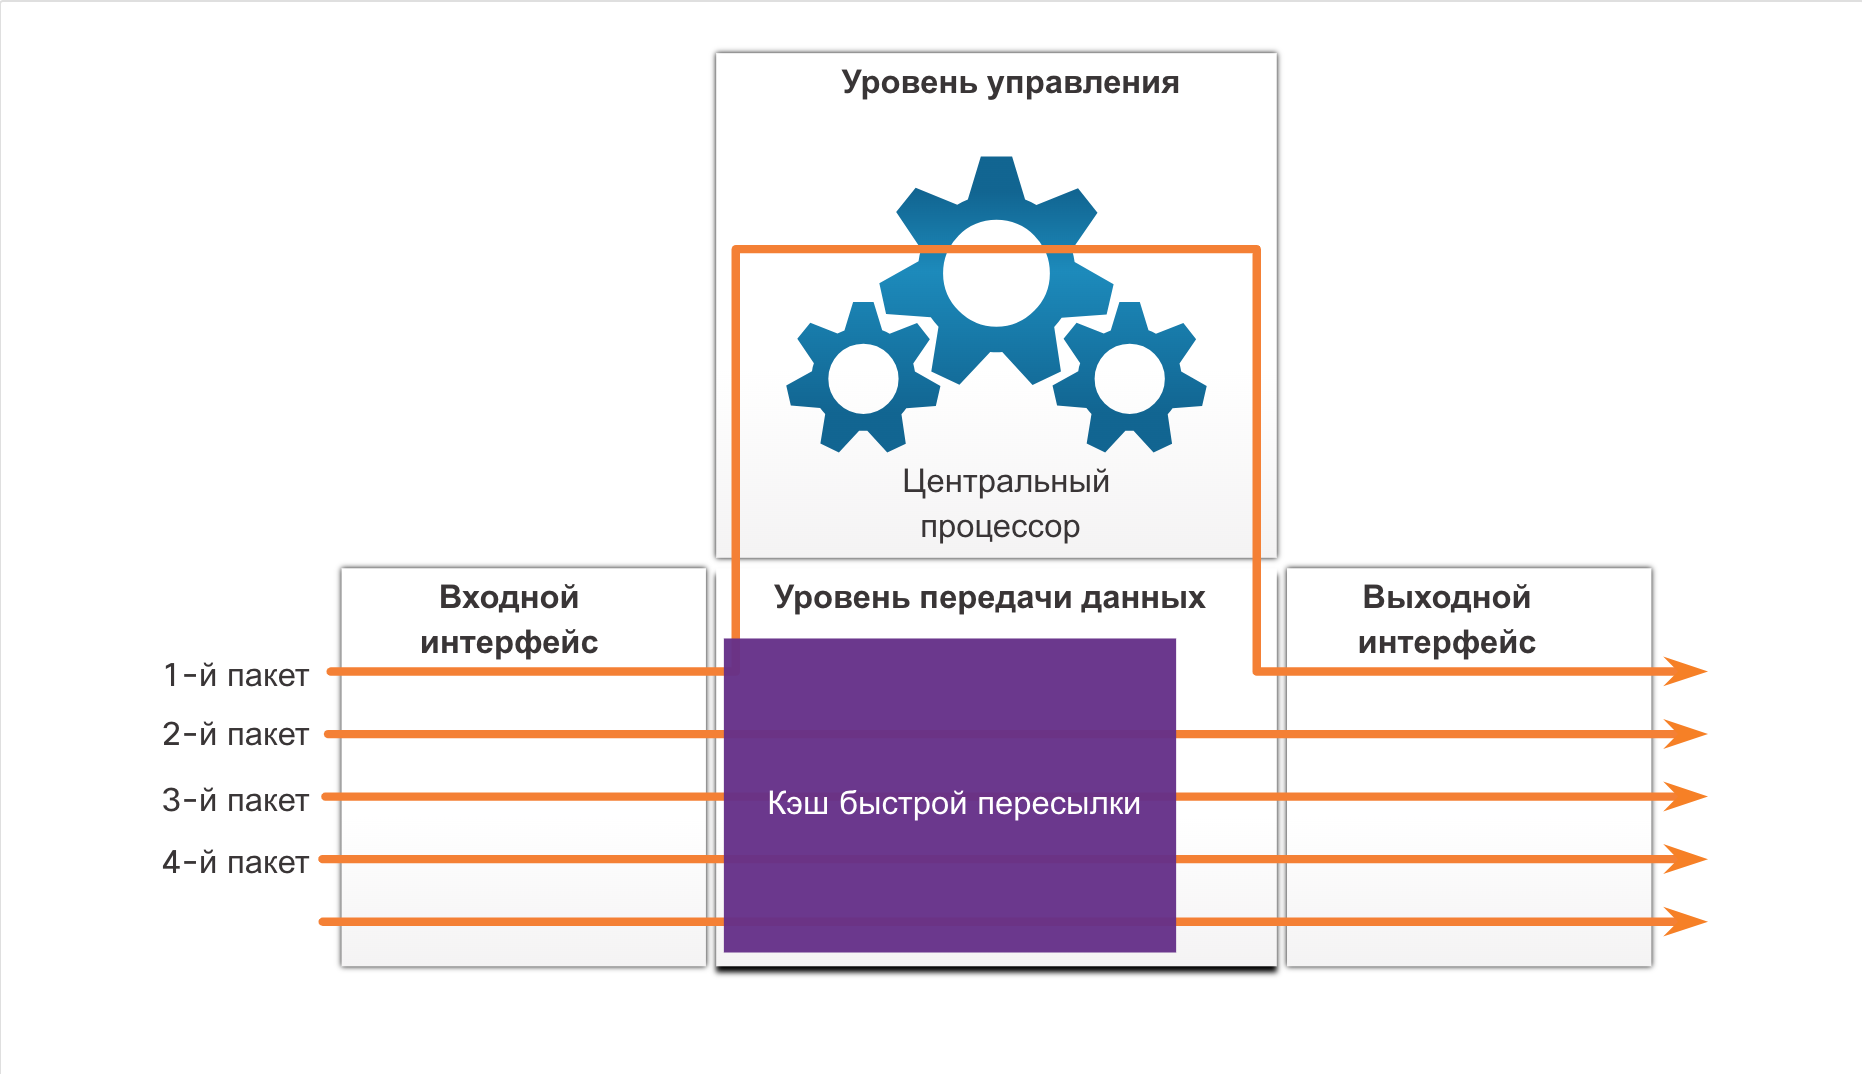 Уровень управления
Центральный
процессор
Входной
интерфейс
Уровень передачи данных
Выходной
интерфейс
1-й пакет
2-й пакет
3-й пакет
4-й пакет
Кэш быстрой пересылки